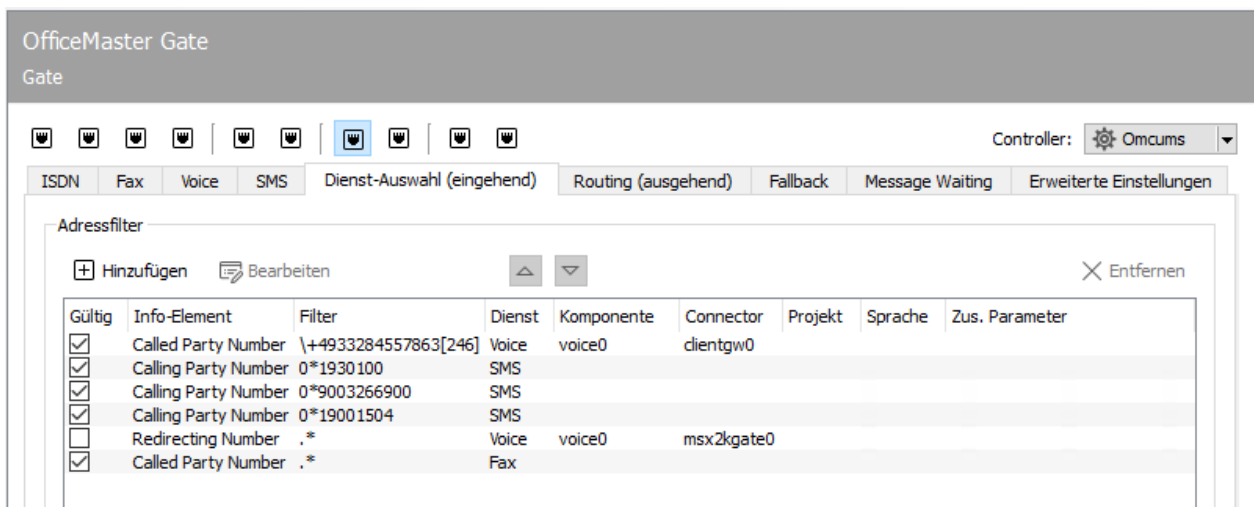 OfficeMaster Gate
Gate
Controller: Omcums
ISDN Fax Voice SMS Dienst-Auswahl (eingehend) Routing (ausgehend) Fallback Message Waiting Erweiterte Einstellungen
Adressfilter
Hinzufügen Bearbeiten Entfernen
Gültig Info-Element Filter Dienst Komponente Connector Projekt Sprache Zus. Parameter
Called Party Number \+4933284557863[246] Voice voice0 clientgw0
Calling Party Number 0*1930100 SMS
Calling Party Number 0*9003266900 SMS
Calling Party Number 0*19001504 SMS
Redirecting Number .* Voice voice0 msx2kgate0
Called Party Number .* Fax